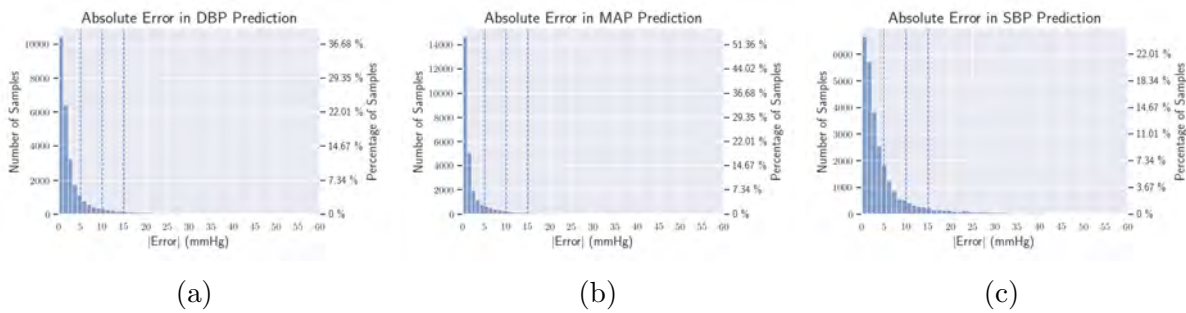 Absolute Error in DBP Prediction
Number of Samples
10000
8000
6000
4000
2000
0
36.68 %
29.35 %
22.01 %
14.67 %
7.34 %
0 %
Percentage of Samples
0 5 10 15 20 25 30 35 40 45 50 55 60
|Error| (mmHg)
(a)
Absolute Error in MAP Prediction
Number of Samples
14000
12000
10000
8000
6000
4000
2000
0
51.36 %
44.02 %
36.68 %
29.35 %
22.01 %
14.67 %
7.34 %
0 %
Percentage of Samples
0 5 10 15 20 25 30 35 40 45 50 55 60
|Error| (mmHg)
(b)
Absolute Error in SBP Prediction
Number of Samples
6000
5000
4000
3000
2000
1000
0
22.01 %
18.34 %
14.67 %
11.01 %
7.34 %
3.67 %
0 %
Percentage of Samples
0 5 10 15 20 25 30 35 40 45 50 55 60
|Error| (mmHg)
(c)